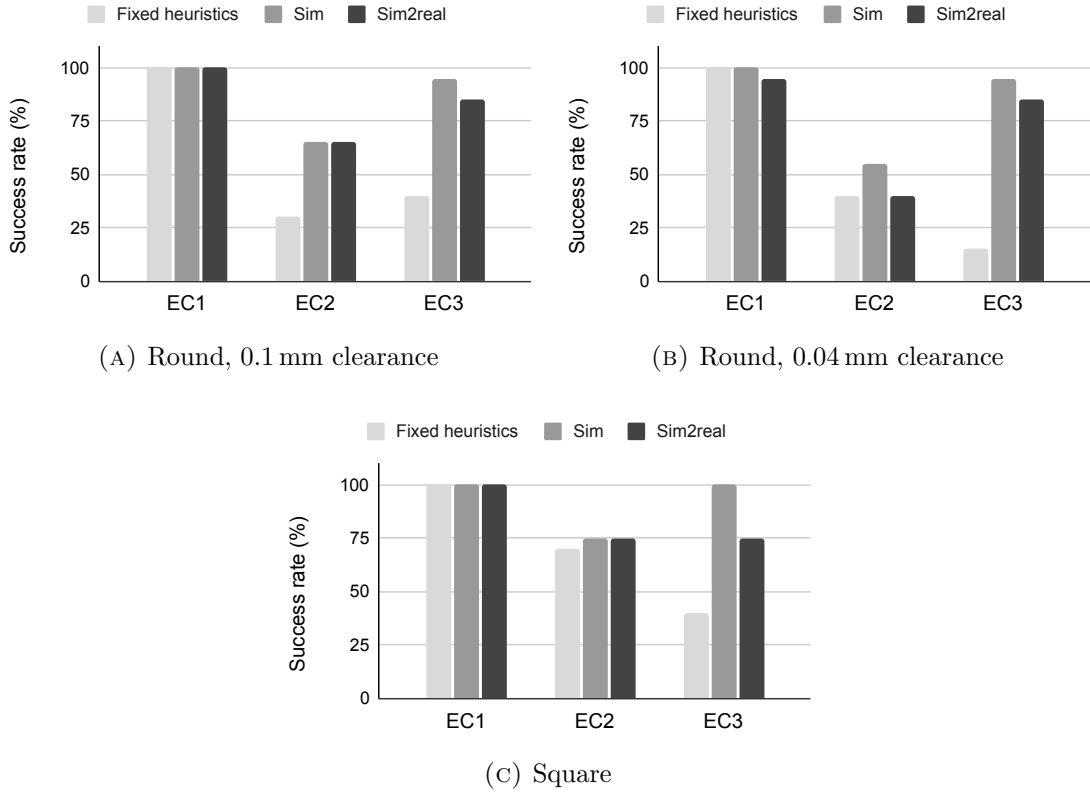 Fixed heuristics Sim Sim2real
Success rate (%)
100
75
50
25
0
EC1 EC2 EC3
(A) Round, 0.1 mm clearance
Fixed heuristics Sim Sim2real
Success rate (%)
100
75
50
25
0
EC1 EC2 EC3
(B) Round, 0.04 mm clearance
Fixed heuristics Sim Sim2real
Success rate (%)
100
75
50
25
0
EC1 EC2 EC3
(C) Square